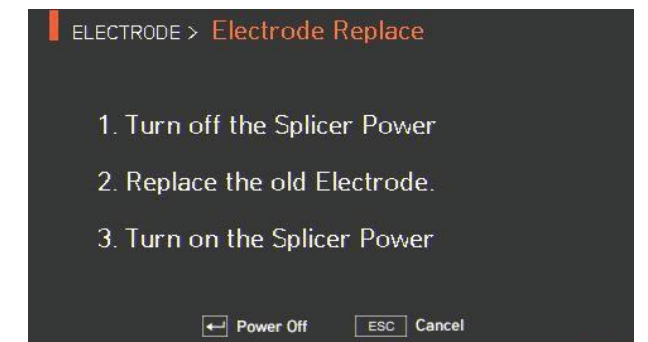 ELECTRODE > Electrode Replace
1. Turn off the Splicer Power
2. Replace the old Electrode.
3. Turn on the Splicer Power
↵ Power Off ESC Cancel